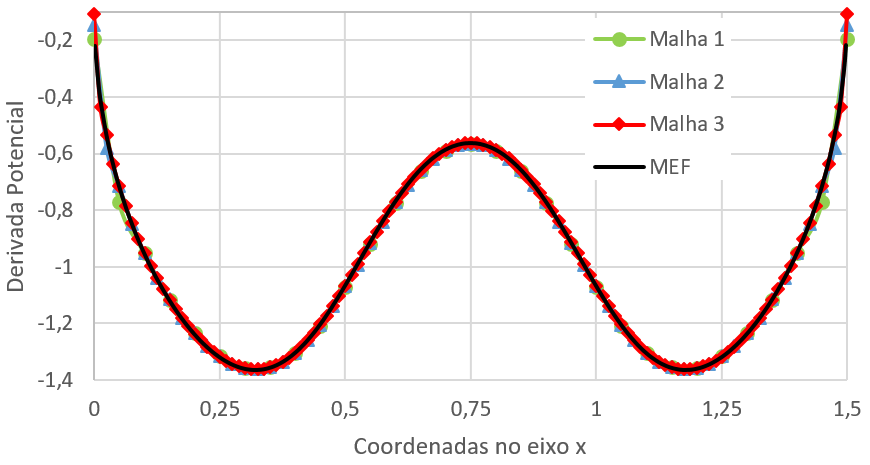 -0,2
-0,4
-0,6
-0,8
-1
-1,2
-1,4
Derivada Potencial
Malha 1
Malha 2
Malha 3
MEF
0
0,25
0,5
0,75
1
1,25
1,5
Coordenadas no eixo x